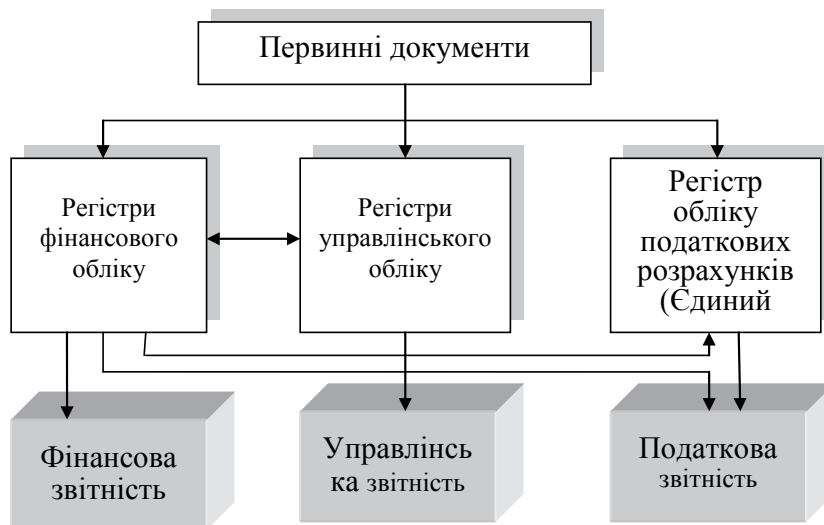 Первинні документи
Регістри
фінансового
обліку
Регістри
управлінського
обліку
Регістр
обліку
податкових
розрахунків
(Єдиний
Фінансова
звітність
Управлінсь
ка звітність
Податкова
звітність